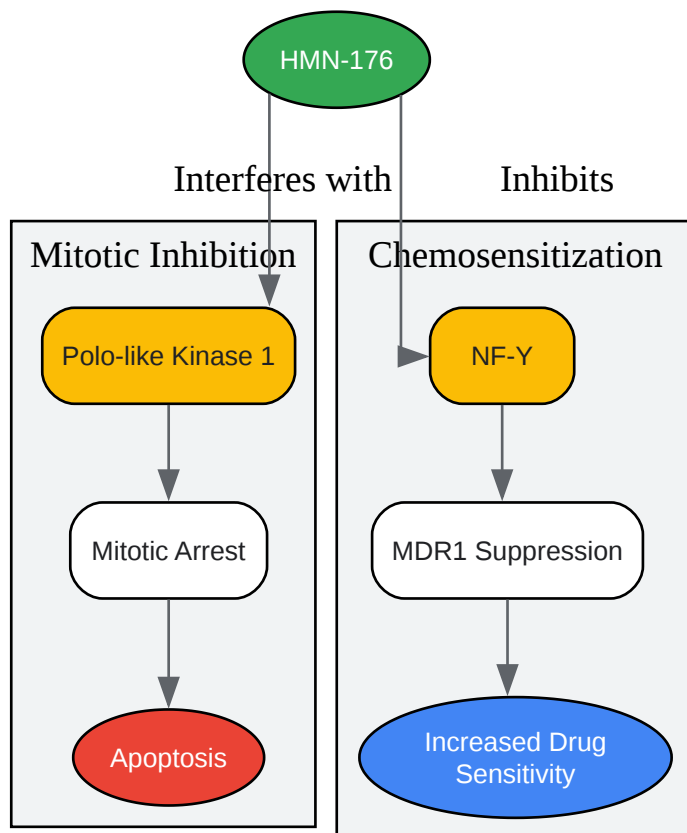 HMN-176
Interferes with
Inhibits
Mitotic Inhibition
Chemosensitization
Polo-like Kinase 1
NF-Y
Mitotic Arrest
MDR1 Suppression
Apoptosis
Increased Drug
Sensitivity